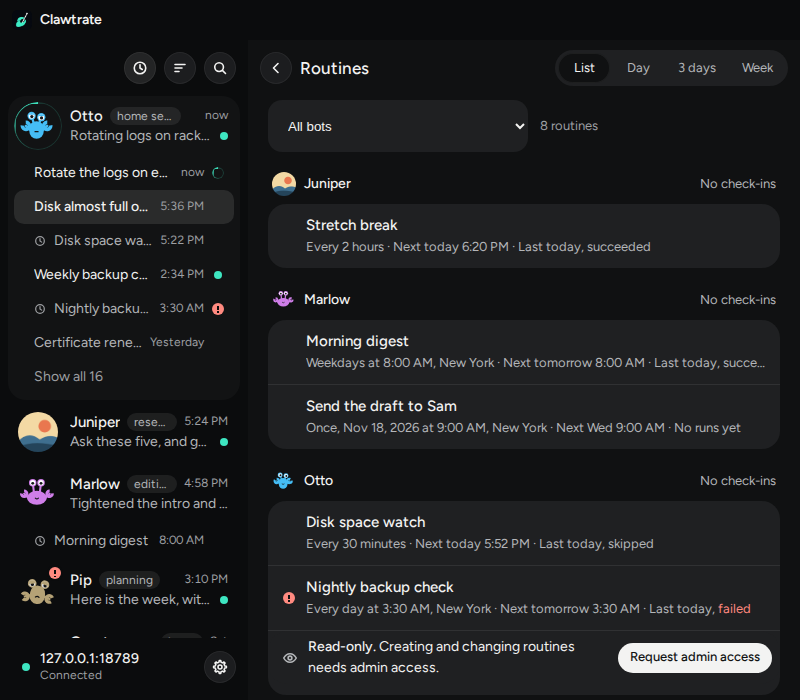 Clawtrate
Otto home se... now
Rotating logs on rack...
Rotate the logs on e... now
Disk almost full o... 5:36 PM
Disk space wa... 5:22 PM
Weekly backup c... 2:34 PM
Nightly backu... 3:30 AM
Certificate rene... Yesterday
Show all 16
Juniper rese... 5:24 PM
Ask these five, and g...
Marlow editi... 4:58 PM
Tightened the intro and ...
Morning digest 8:00 AM
Pip planning 3:10 PM
Here is the week, wit...
127.0.0.1:18789
Connected
Routines
List Day 3 days Week
All bots
8 routines
Juniper No check-ins
Stretch break
Every 2 hours · Next today 6:20 PM · Last today, succeeded
Marlow No check-ins
Morning digest
Weekdays at 8:00 AM, New York · Next tomorrow 8:00 AM · Last today, succe...
Send the draft to Sam
Once, Nov 18, 2026 at 9:00 AM, New York · Next Wed 9:00 AM · No runs yet
Otto No check-ins
Disk space watch
Every 30 minutes · Next today 5:52 PM · Last today, skipped
Nightly backup check
Every day at 3:30 AM, New York · Next tomorrow 3:30 AM · Last today, failed
Read-only. Creating and changing routines
needs admin access.
Request admin access